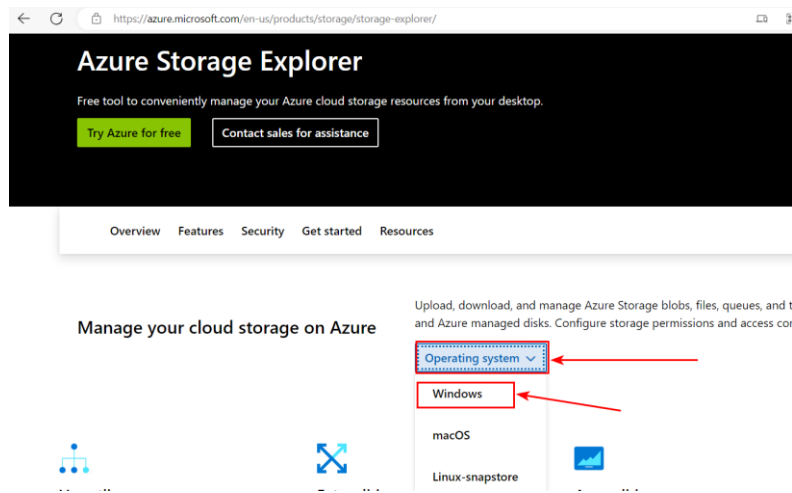 https://azure.microsoft.com/en-us/products/storage/storage-explorer/
Azure Storage Explorer
Free tool to conveniently manage your Azure cloud storage resources from your desktop.
Try Azure for free
Contact sales for assistance
Overview Features Security Get started Resources
Manage your cloud storage on Azure
Upload, download, and manage Azure Storage blobs, files, queues, and
and Azure managed disks. Configure storage permissions and access
Operating system
Windows
macOS
Linux-snapstore